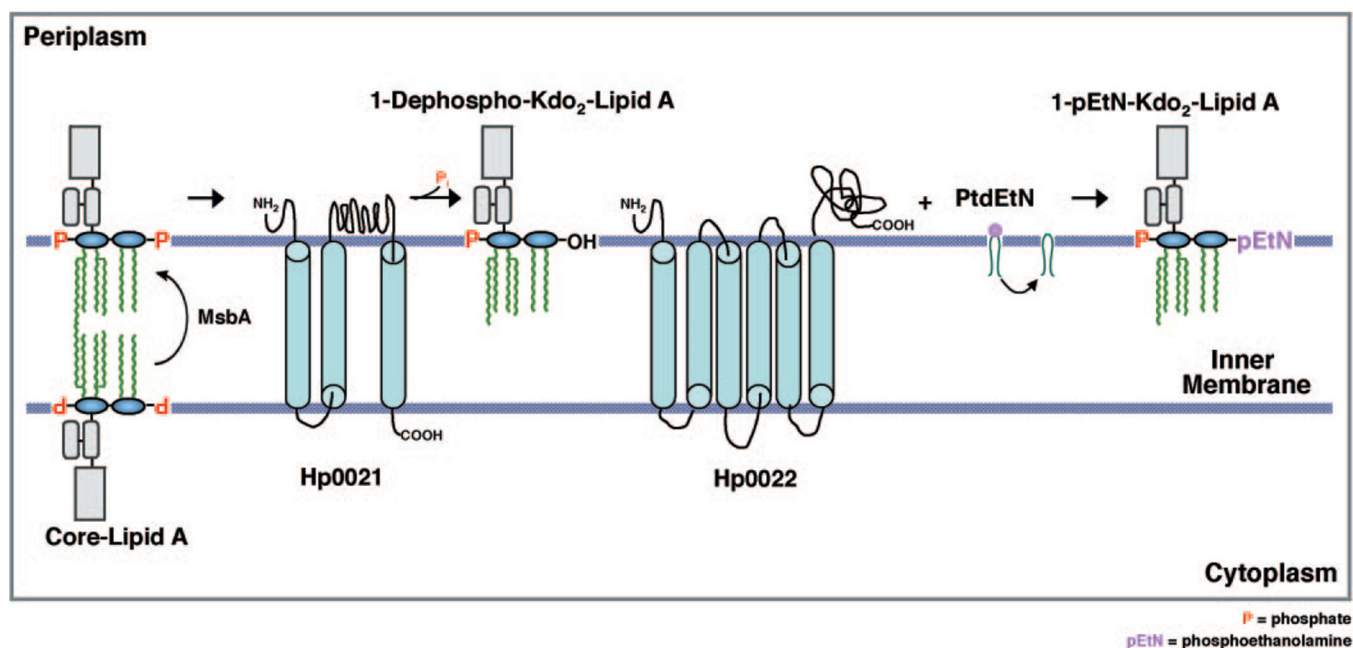 Periplasm
1-Dephospho-Kdo2-Lipid A
1-pEtN-Kdo2-Lipid A
Pi
NH2
NH2
COOH
+
PtdEtN
P
P
P
OH
P
pEtN
MsbA
Inner
Membrane
d
d
COOH
Hp0021
Hp0022
Core-Lipid A
Cytoplasm
P = phosphate
pEtN = phosphoethanolamine